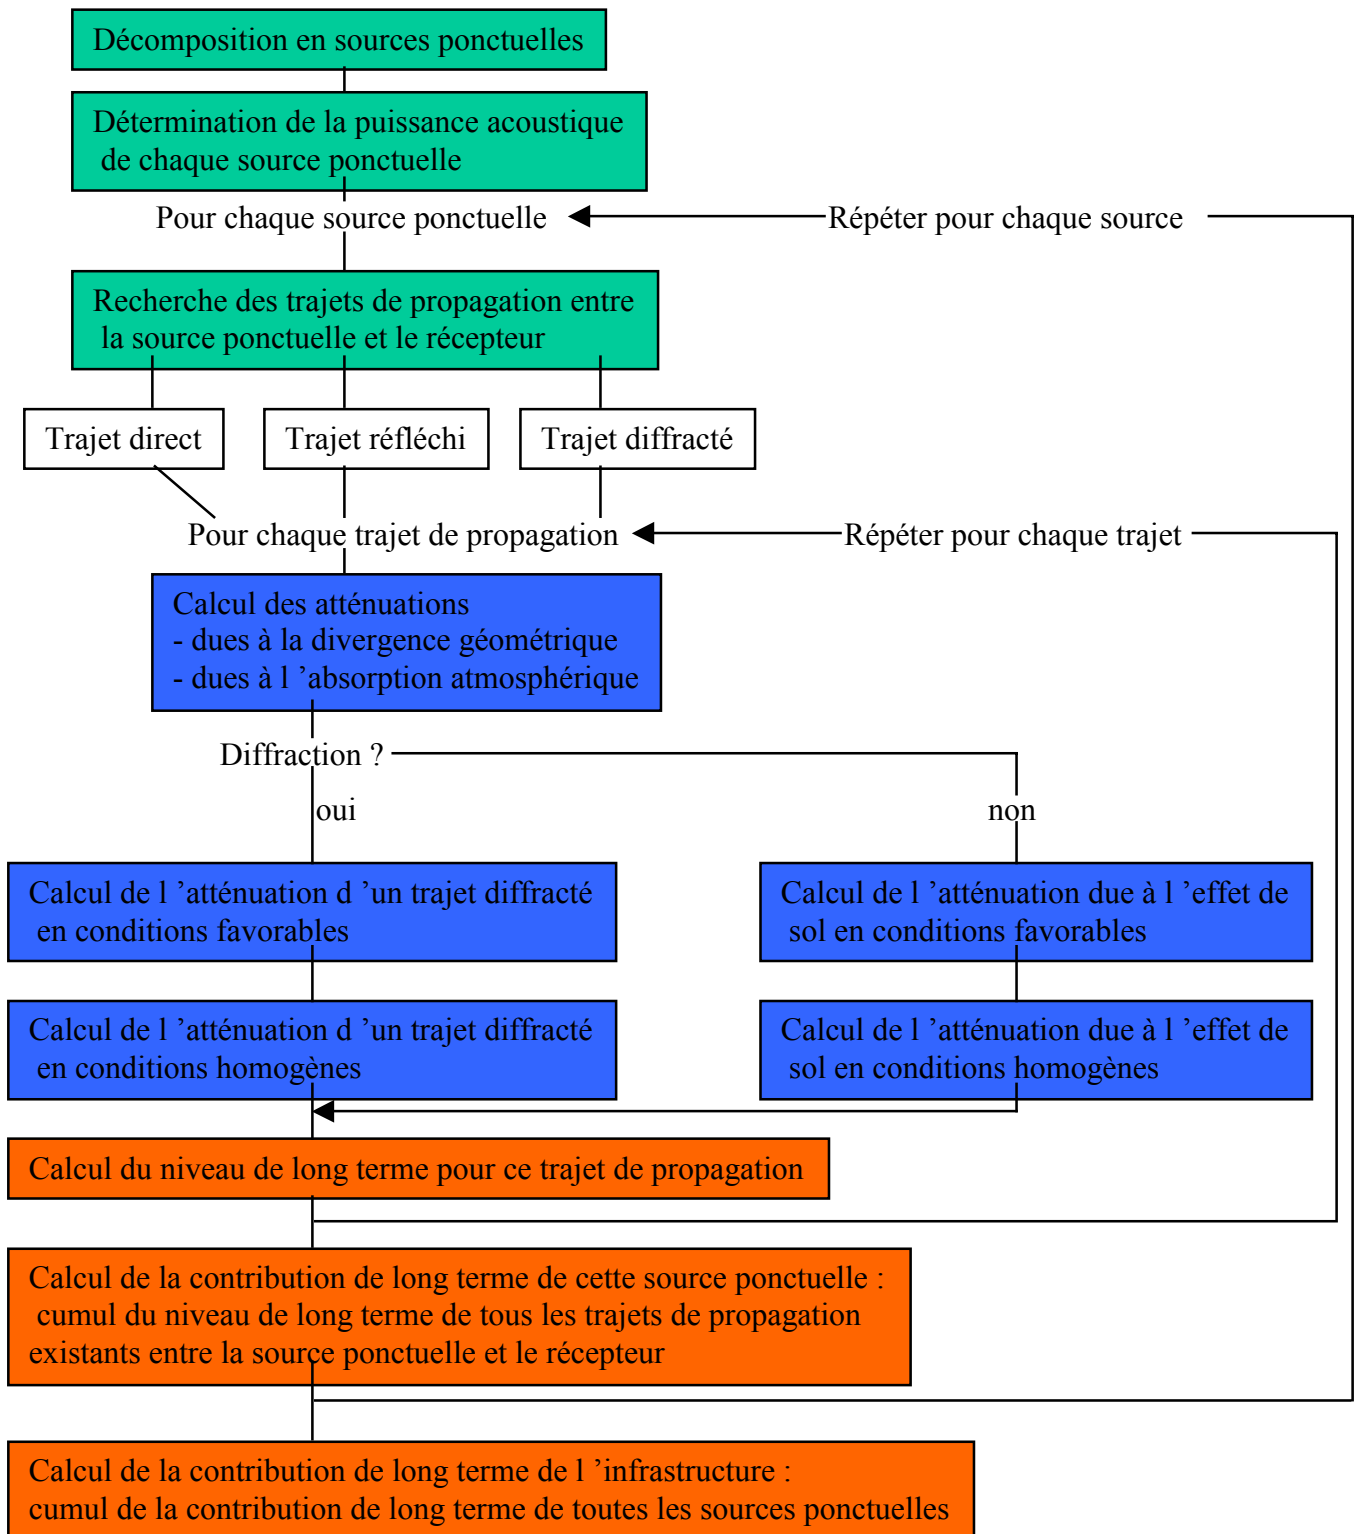 Décomposition en sources ponctuelles
Détermination de la puissance acoustique
de chaque source ponctuelle
Pour chaque source ponctuelle
Répéter pour chaque source
Recherche des trajets de propagation entre
la source ponctuelle et le récepteur
Trajet direct
Trajet réfléchi
Trajet diffracté
Pour chaque trajet de propagation
Répéter pour chaque trajet
Calcul des atténuations
- dues à la divergence géométrique
- dues à l ’absorption atmosphérique
Diffraction ?
oui
non
Calcul de l ’atténuation d ’un trajet diffracté
en conditions favorables
Calcul de l ’atténuation due à l ’effet de
sol en conditions favorables
Calcul de l ’atténuation d ’un trajet diffracté
en conditions homogènes
Calcul de l ’atténuation due à l ’effet de
sol en conditions homogènes
Calcul du niveau de long terme pour ce trajet de propagation
Calcul de la contribution de long terme de cette source ponctuelle :
cumul du niveau de long terme de tous les trajets de propagation
existants entre la source ponctuelle et le récepteur
Calcul de la contribution de long terme de l ’infrastructure :
cumul de la contribution de long terme de toutes les sources ponctuelles